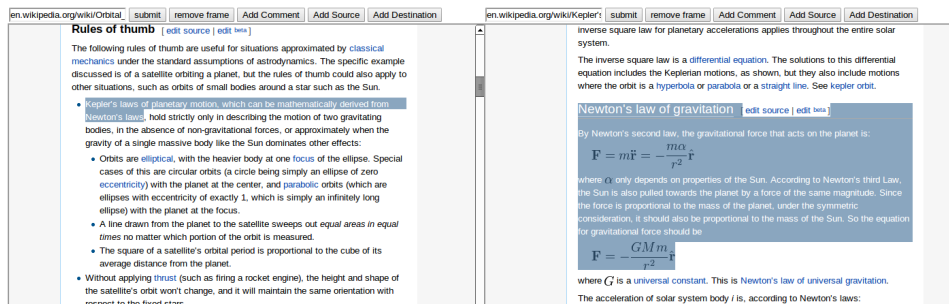 en.wikipedia.org/wiki/Orbital_ submit remove frame Add Comment Add Source Add Destination
Rules of thumb [ edit source | edit beta ]
The following rules of thumb are useful for situations approximated by classical
mechanics under the standard assumptions of astrodynamics. The specific example
discussed is of a satellite orbiting a planet, but the rules of thumb could also apply to
other situations, such as orbits of small bodies around a star such as the Sun.
• Kepler's laws of planetary motion, which can be mathematically derived from
Newton's laws, hold strictly only in describing the motion of two gravitating
bodies, in the absence of non-gravitational forces, or approximately when the
gravity of a single massive body like the Sun dominates other effects:
• Orbits are elliptical, with the heavier body at one focus of the ellipse. Special
cases of this are circular orbits (a circle being simply an ellipse of zero
eccentricity) with the planet at the center, and parabolic orbits (which are
ellipses with eccentricity of exactly 1, which is simply an infinitely long
ellipse) with the planet at the focus.
• A line drawn from the planet to the satellite sweeps out equal areas in equal
times no matter which portion of the orbit is measured.
• The square of a satellite's orbital period is proportional to the cube of its
average distance from the planet.
• Without applying thrust (such as firing a rocket engine), the height and shape of
the satellite's orbit won't change, and it will maintain the same orientation with
respect to the fixed stars.
en.wikipedia.org/wiki/Kepler's submit remove frame Add Comment Add Source Add Destination
inverse square law for planetary accelerations applies throughout the entire solar
system.
The inverse square law is a differential equation. The solutions to this differential
equation includes the Keplerian motions, as shown, but they also include motions
where the orbit is a hyperbola or parabola or a straight line. See kepler orbit.
Newton's law of gravitation [ edit source | edit beta ]
By Newton's second law, the gravitational force that acts on the planet is:
F = m r̈ = − mα/r² r̂
where α only depends on properties of the Sun. According to Newton's third Law,
the Sun is also pulled towards the planet by a force of the same magnitude. Since
the force is proportional to the mass of the planet, under the symmetric
consideration, it should also be proportional to the mass of the Sun. So the equation
for gravitational force should be
F = − GMm/r² r̂
where G is a universal constant. This is Newton's law of universal gravitation.
The acceleration of solar system body i is, according to Newton's laws: